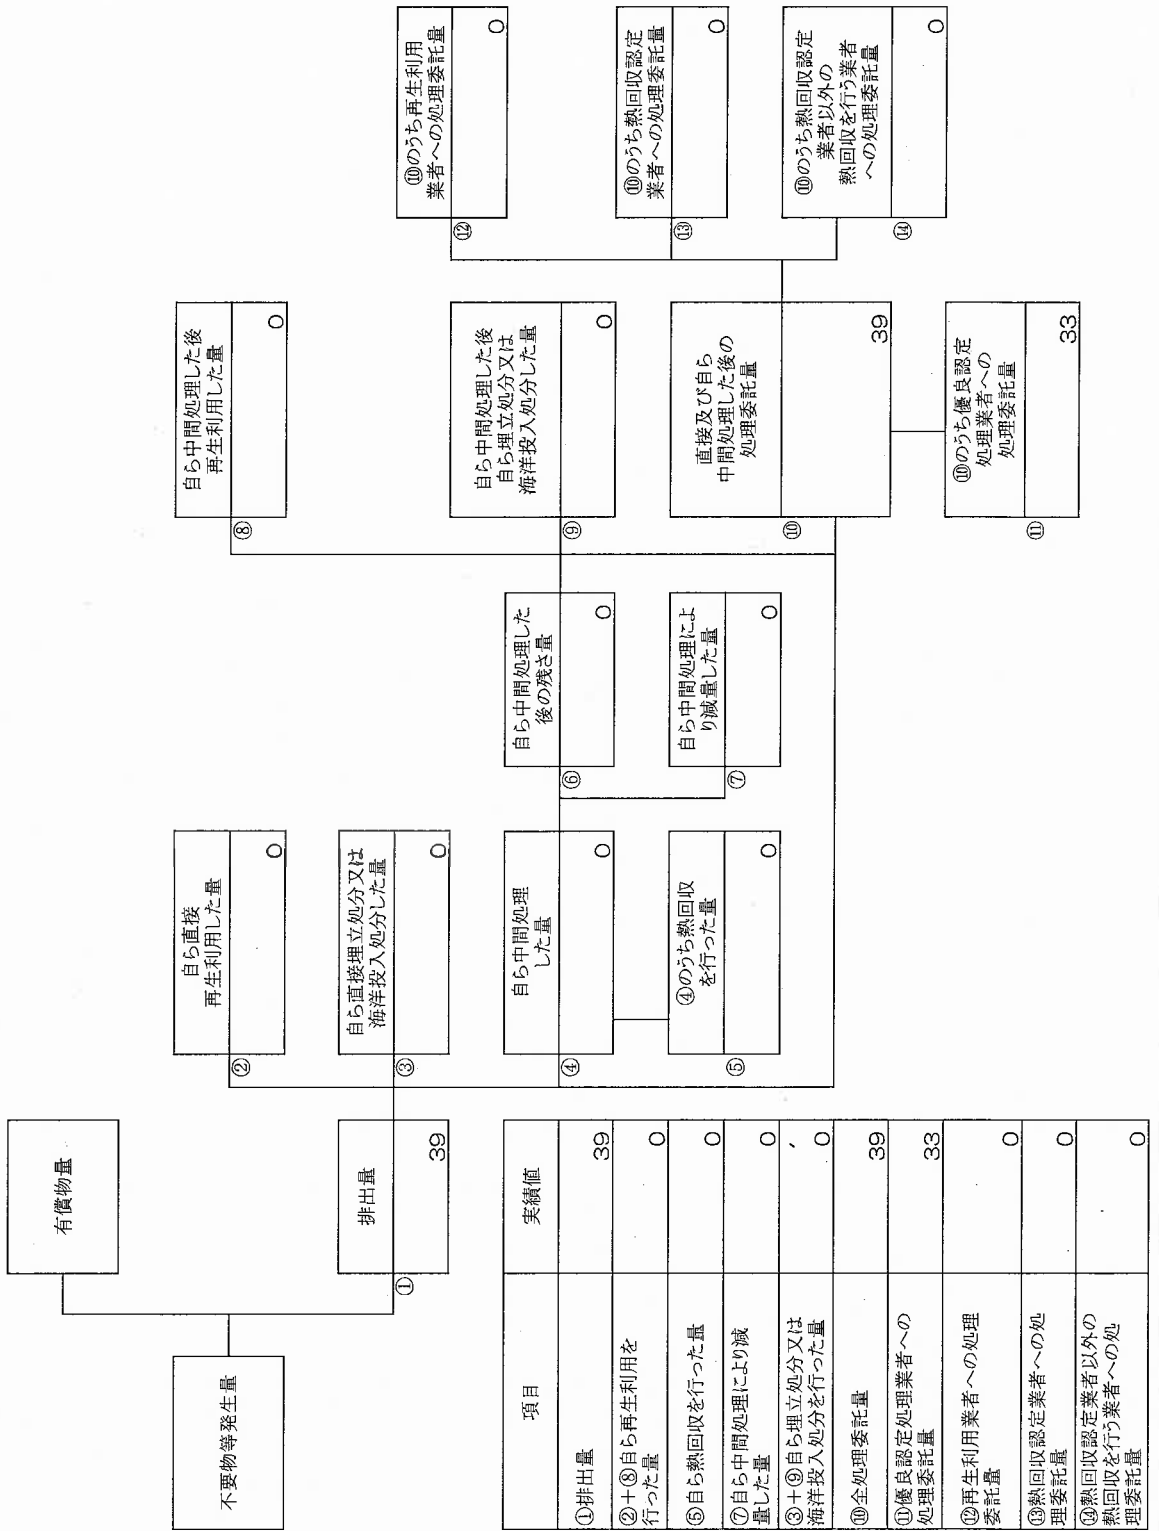 不要物等発生量
有償物量
排出量
①
39
自ら直接
再生利用した量
②
0
自ら直接埋立処分又は
海洋投入処分した量
③
0
自ら中間処理
した量
④
0
④のうち熱回収
を行った量
⑤
0
自ら中間処理した
後の残さ量
⑥
0
自ら中間処理によ
り減量した量
⑦
0
自ら中間処理した後
再生利用した量
⑧
0
自ら中間処理した後
自ら埋立処分又は
海洋投入処分した量
⑨
0
直接及び自ら
中間処理した後の
処理委託量
⑩
39
⑩のうち優良認定
処理業者への
処理委託量
⑪
33
⑩のうち再生利用
業者への処理委託量
⑫
0
⑩のうち熱回収認定
業者への処理委託量
⑬
0
⑩のうち熱回収認定
業者以外の
熱回収を行う業者
への処理委託量
⑭
0
項目 実績値
①排出量 39
②+⑧自ら再生利用を
行った量 0
⑤自ら熱回収を行った量 0
⑦自ら中間処理により減
量した量 0
③+⑨自ら埋立処分又は
海洋投入処分を行った量 0
⑩全処理委託量 39
⑪優良認定処理業者への
処理委託量 33
⑫再生利用業者への処理
委託量 0
⑬熱回収認定業者への処
理委託量 0
⑭熱回収認定業者以外の
熱回収を行う業者への処
理委託量 0